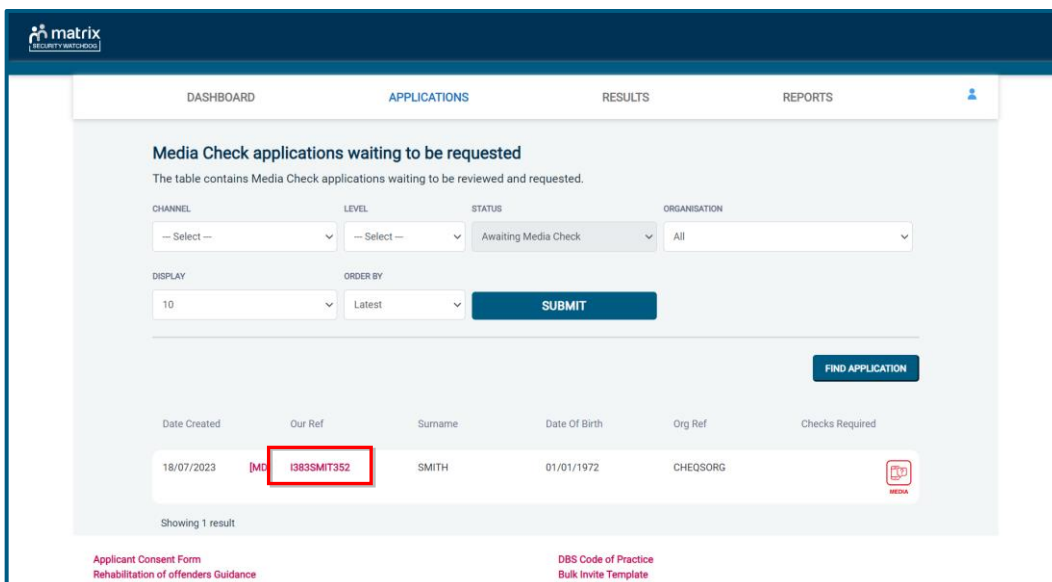 matrix
SECURITY WATCHDOG
DASHBOARD APPLICATIONS RESULTS REPORTS
Media Check applications waiting to be requested
The table contains Media Check applications waiting to be reviewed and requested.
CHANNEL LEVEL STATUS ORGANISATION
--- Select --- --- Select --- Awaiting Media Check All
DISPLAY ORDER BY
10 Latest SUBMIT
FIND APPLICATION
Date Created Our Ref Surname Date Of Birth Org Ref Checks Required
18/07/2023 [MD I383SMIT352 SMITH 01/01/1972 CHEQSORG
MEDIA
Showing 1 result
Applicant Consent Form DBS Code of Practice
Rehabilitation of offenders Guidance Bulk Invite Template